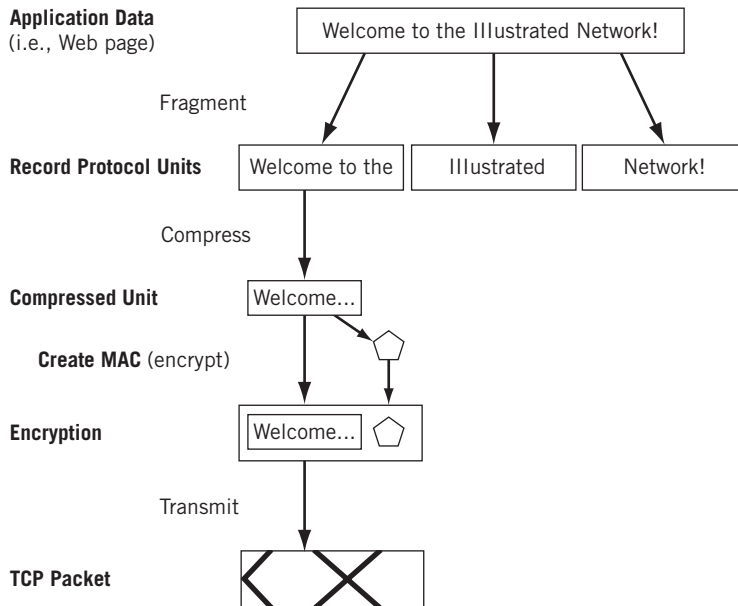 Application Data
(i.e., Web page)
Welcome to the Illustrated Network!
Fragment
Record Protocol Units
Welcome to the
Illustrated
Network!
Compress
Compressed Unit
Welcome...
Create MAC (encrypt)
Encryption
Welcome...
Transmit
TCP Packet